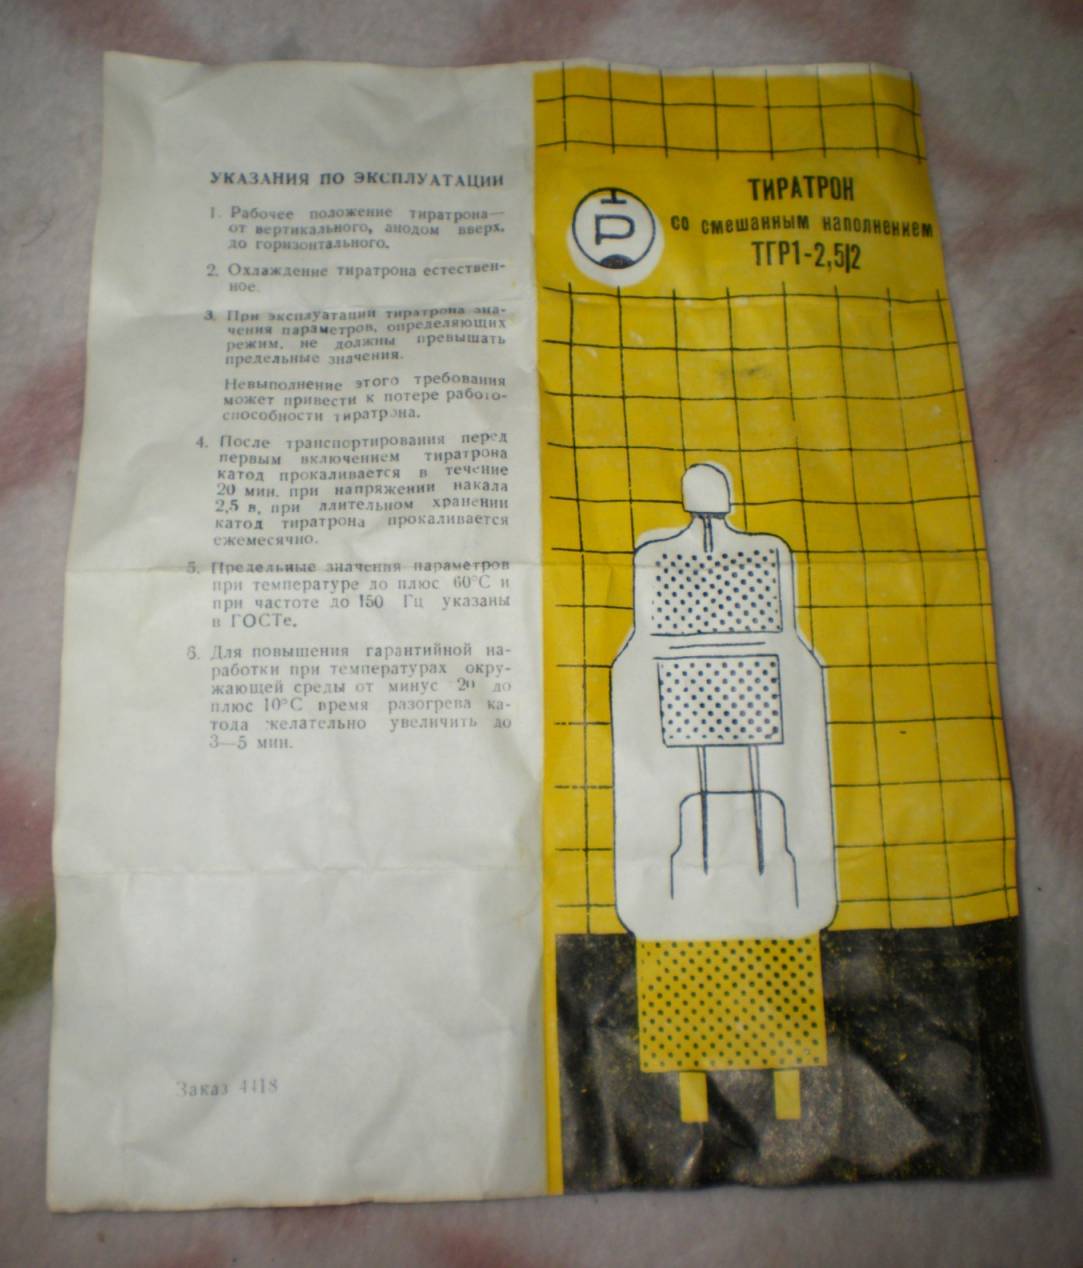 УКАЗАНИЯ ПО ЭКСПЛУАТАЦИИ
1. Рабочее положение тиратрона—
от вертикального, анодом вверх,
до горизонтального.
2. Охлаждение тиратрона естествен-
ное.
3. При эксплуатации тиратрона зна-
чения параметров, определяющих
режим, не должны превышать
предельные значения.
Невыполнение этого требования
может привести к потере работо-
способности тиратрона.
4. После транспортирования перед
первым включением тиратрона
катод прокаливается в течение
20 мин. при напряжении накала
2,5 в, при длительном хранении
катод тиратрона прокаливается
ежемесячно.
5. Предельные значения параметров
при температуре до плюс 60°С и
при частоте до 150 Гц указаны
в ГОСТе.
6. Для повышения гарантийной на-
работки при температурах окру-
жающей среды от минус 20 до
плюс 10°С время разогрева ка-
тода желательно увеличить до
3—5 мин.
Заказ 4418
ТИРАТРОН
со смешанным наполнением
ТГР1-2,5/2